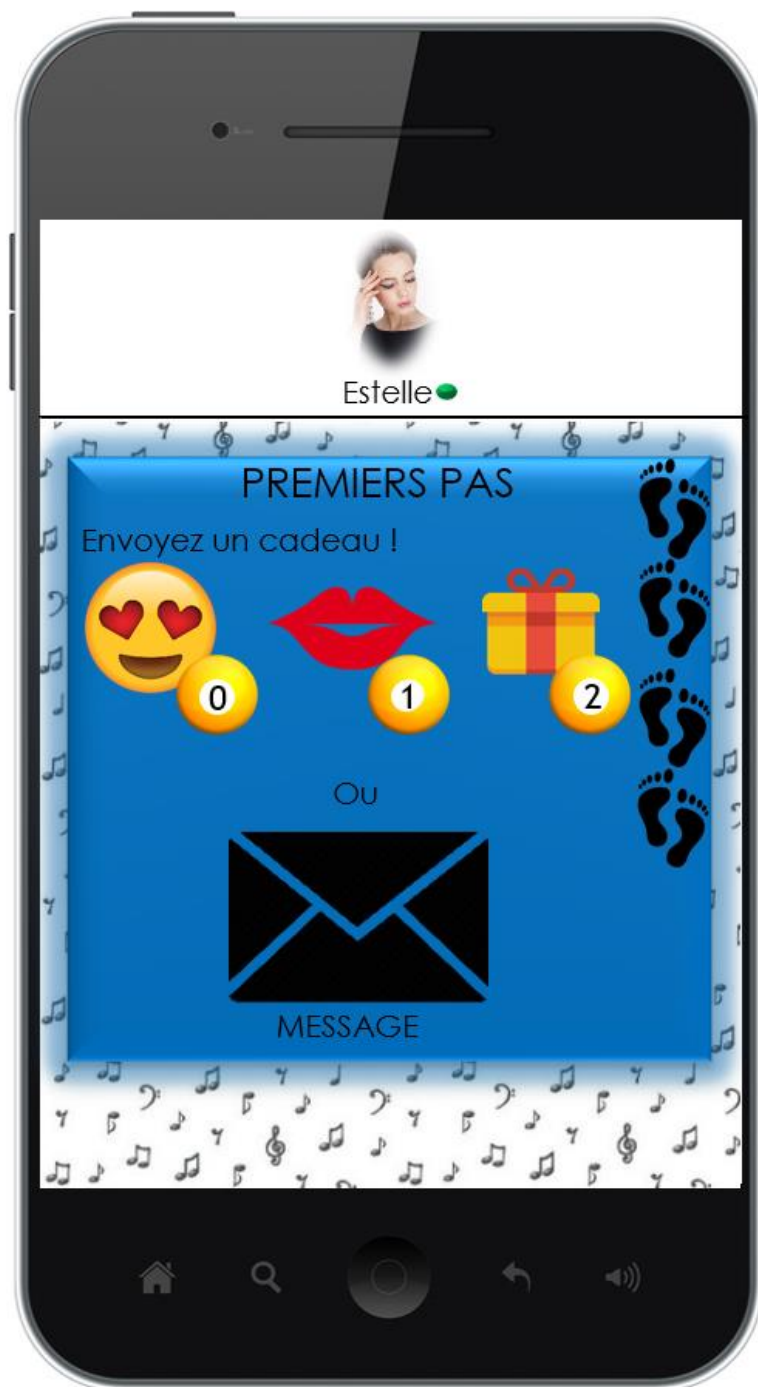 Estelle
PREMIERS PAS
Envoyez un cadeau !
0 1 2
Ou
MESSAGE